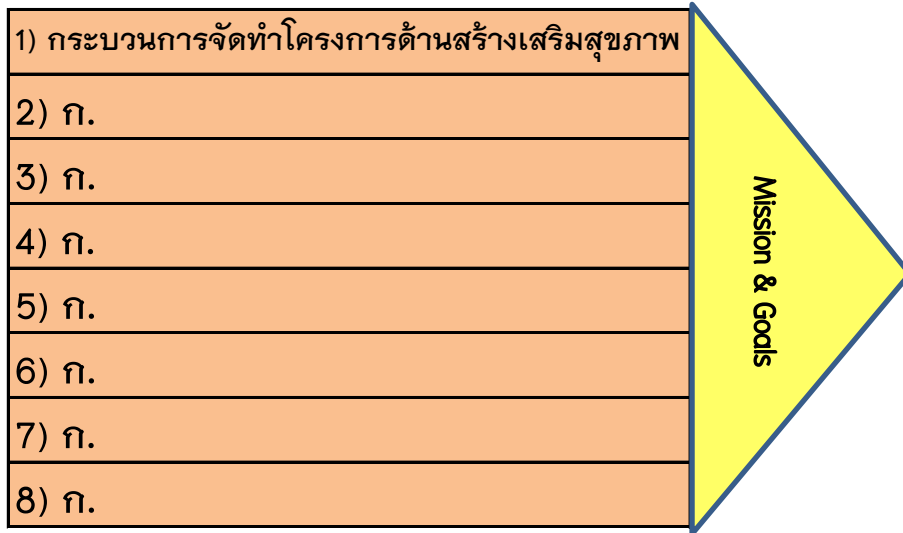 1) กระบวนการจัดทำโครงการด้านสร้างเสริมสุขภาพ
2) ก.
3) ก.
4) ก.
5) ก.
6) ก.
7) ก.
8) ก.
Mission & Goals